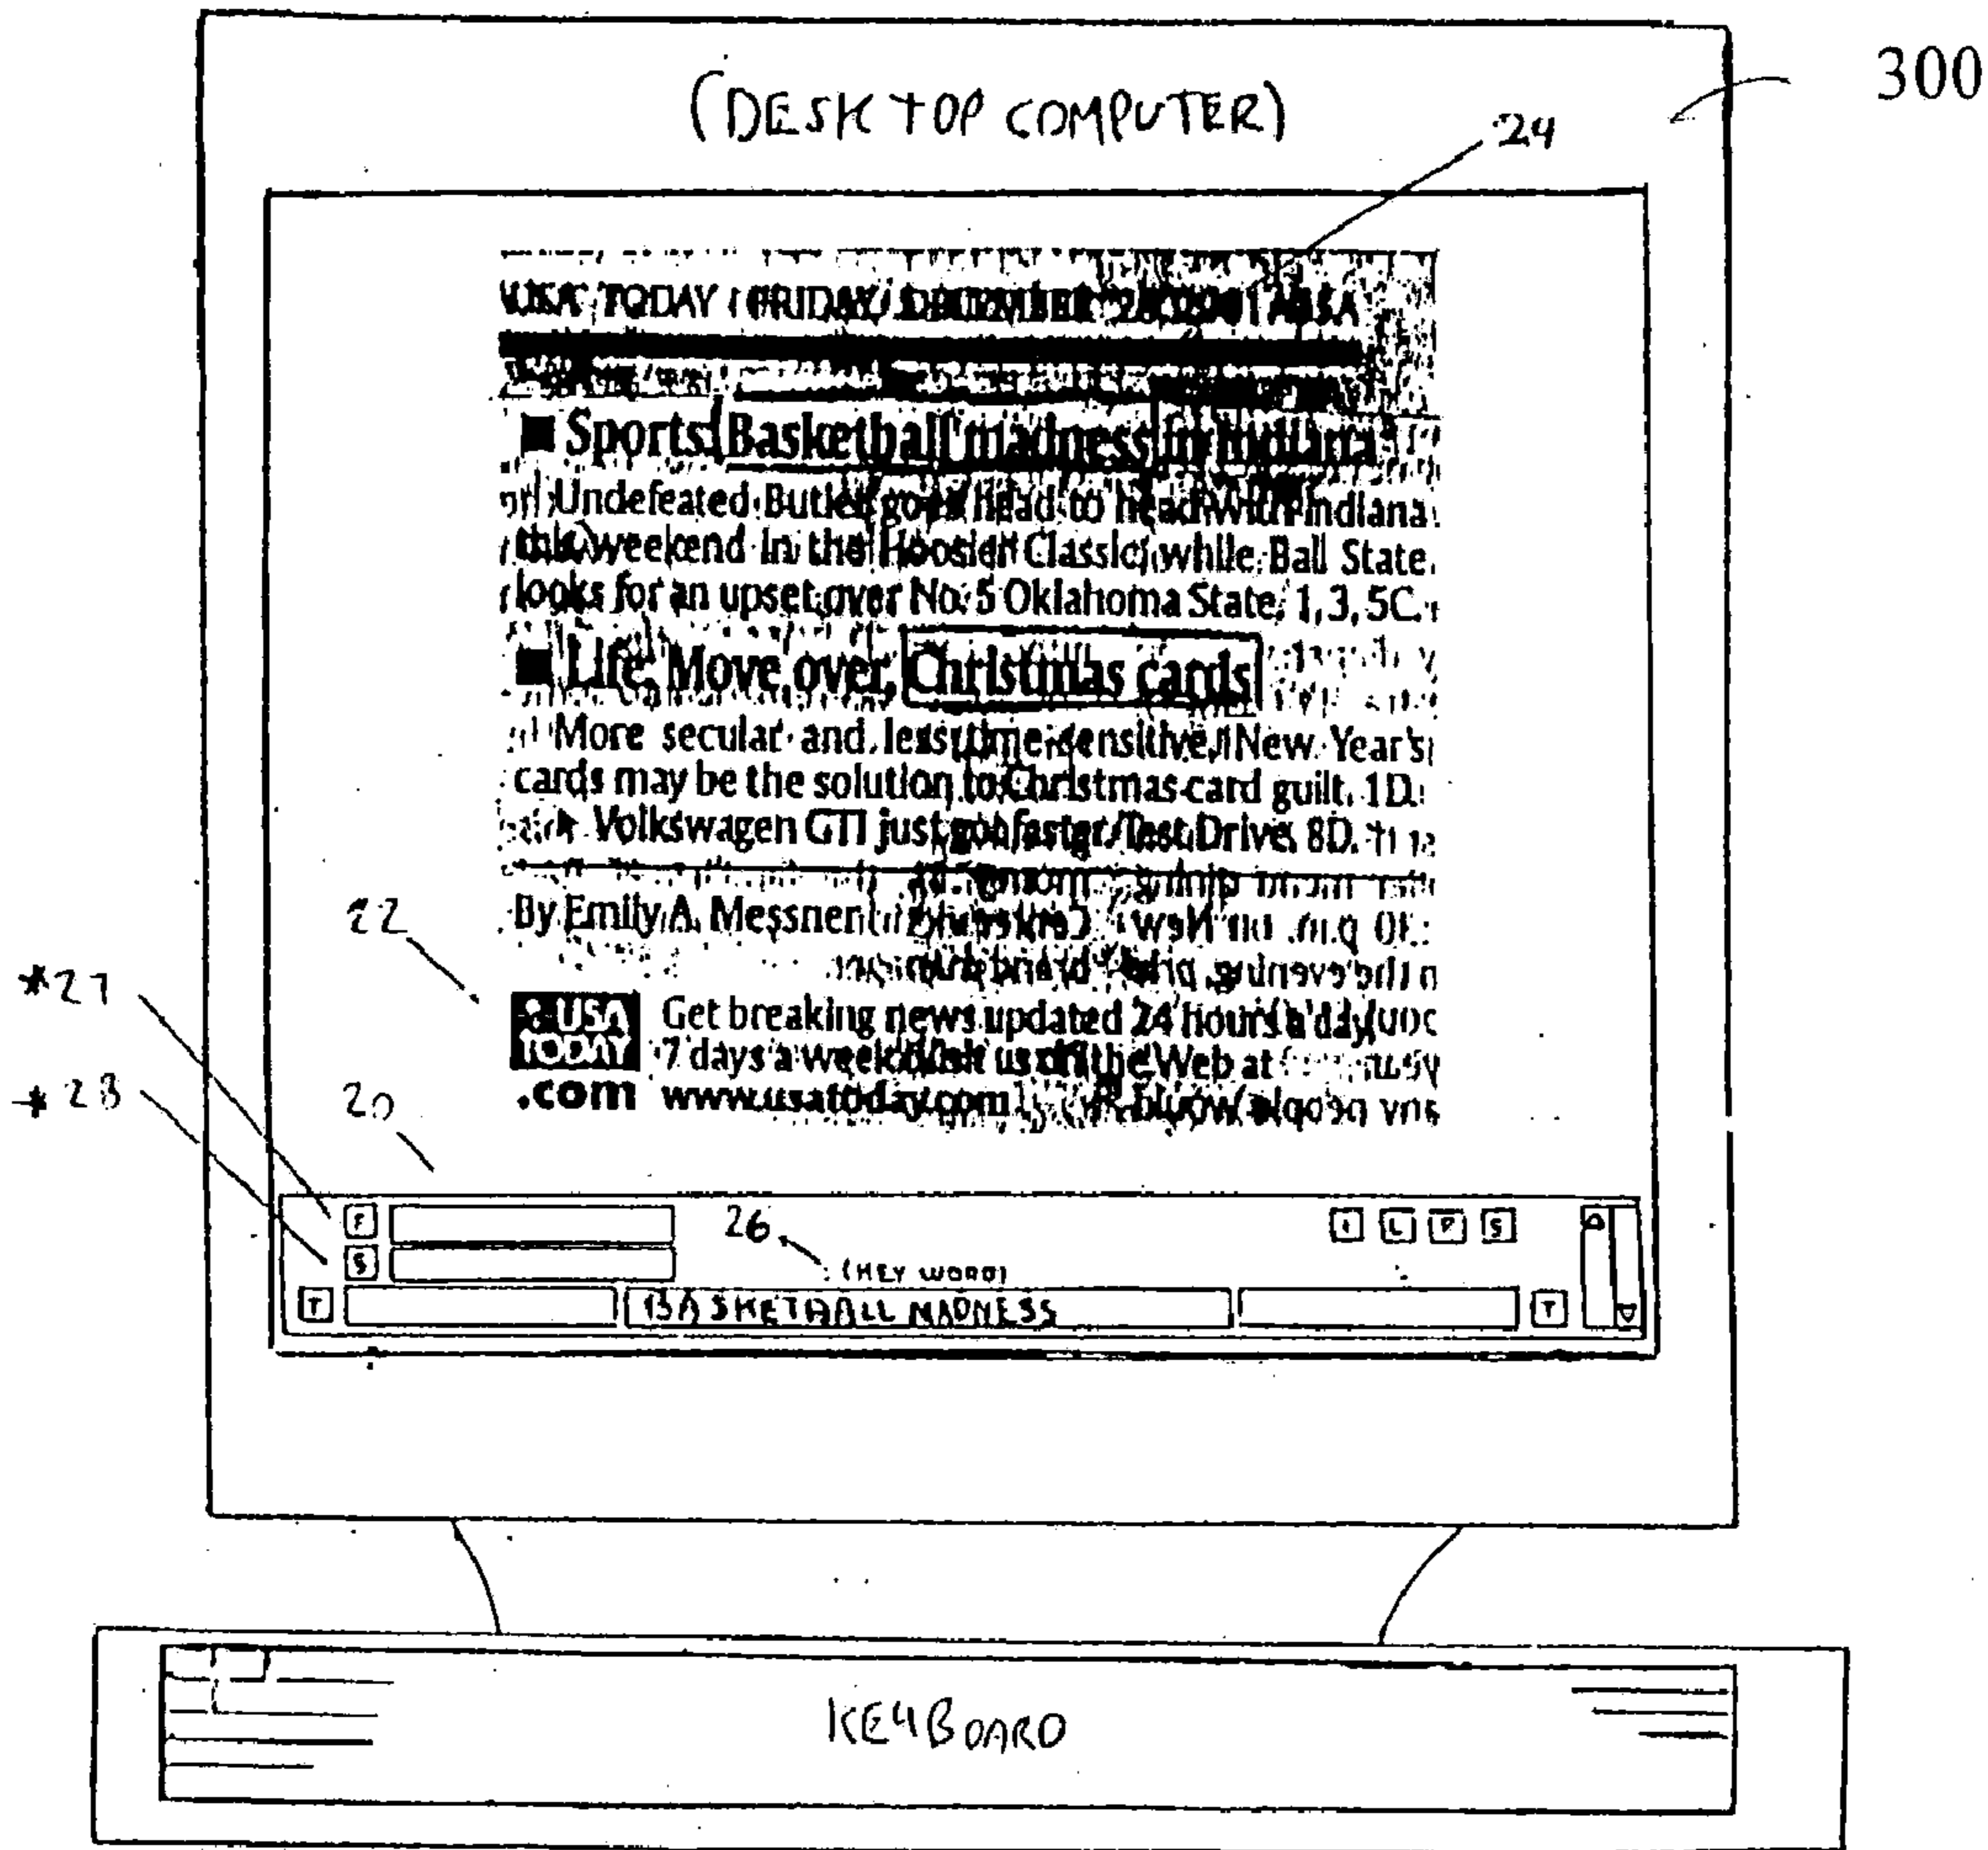 300
(DESKTOP COMPUTER)
24
USA TODAY FRIDAY, DECEMBER
■ Sports: Basketball madness in Indiana
Undefeated Butler goes head to head with Indiana
this weekend in the Hoosier Classic, while Ball State
looks for an upset over No. 5 Oklahoma State, 1, 3, 5C.
■ Life: Move over, Christmas cards
More secular and less time-sensitive, New Year's
cards may be the solution to Christmas-card guilt. 1D.
► Volkswagen GTI just got faster/Test Drive. 8D.
By Emily A. Messner
22
*27
USA Get breaking news updated 24 hours a day,
TODAY 7 days a week. Visit us on the Web at
.com www.usatoday.com
*28
20
F
26
I L P S
S
(KEY WORD)
T
BASKETBALL MADNESS
T
KEYBOARD